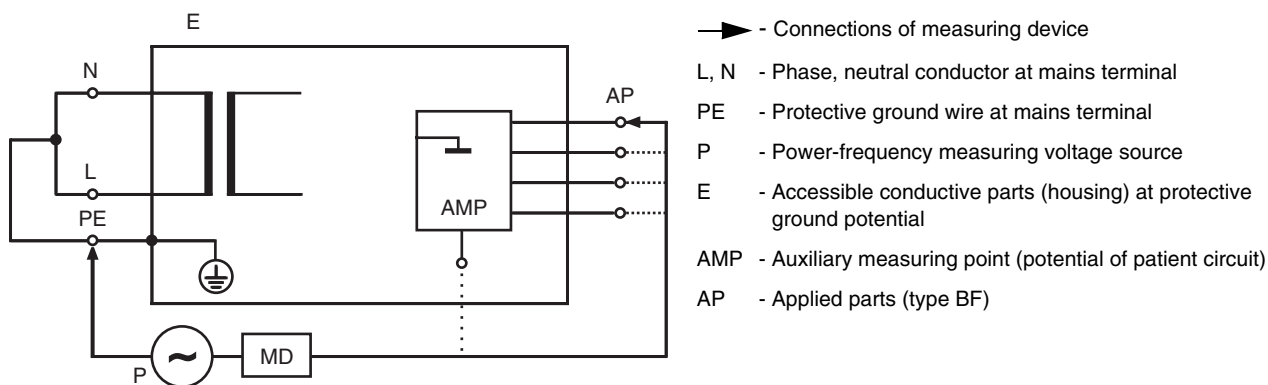 E
N
L
PE
AP
AMP
P
~
MD
- Connections of measuring device
L, N - Phase, neutral conductor at mains terminal
PE - Protective ground wire at mains terminal
P - Power-frequency measuring voltage source
E - Accessible conductive parts (housing) at protective
ground potential
AMP - Auxiliary measuring point (potential of patient circuit)
AP - Applied parts (type BF)